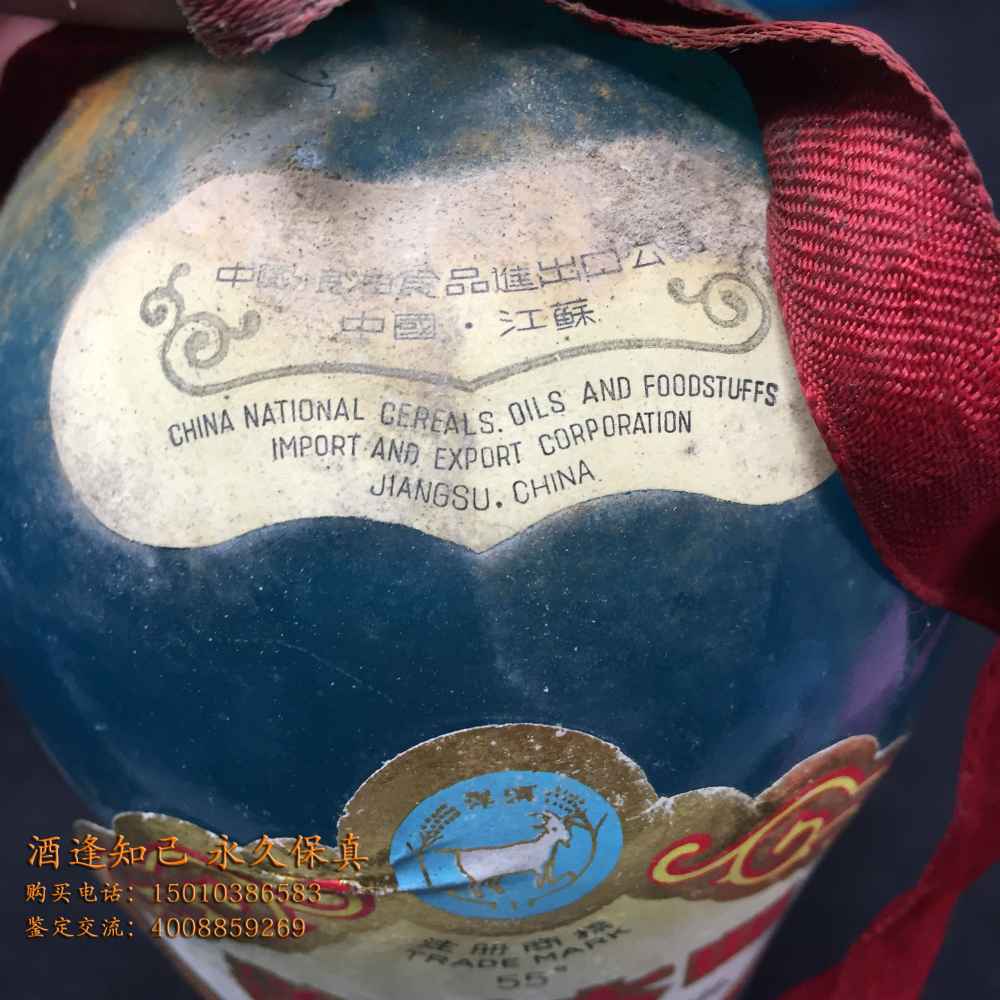 中國糧油食品進出口公
中國·江蘇
CHINA NATIONAL CEREALS. OILS AND FOODSTUFFS
IMPORT AND EXPORT CORPORATION
JIANGSU. CHINA
洋河
注册商標
TRADE MARK
55°
酒逢知己 永久保真
购买电话：15010386583
鉴定交流：4008859269